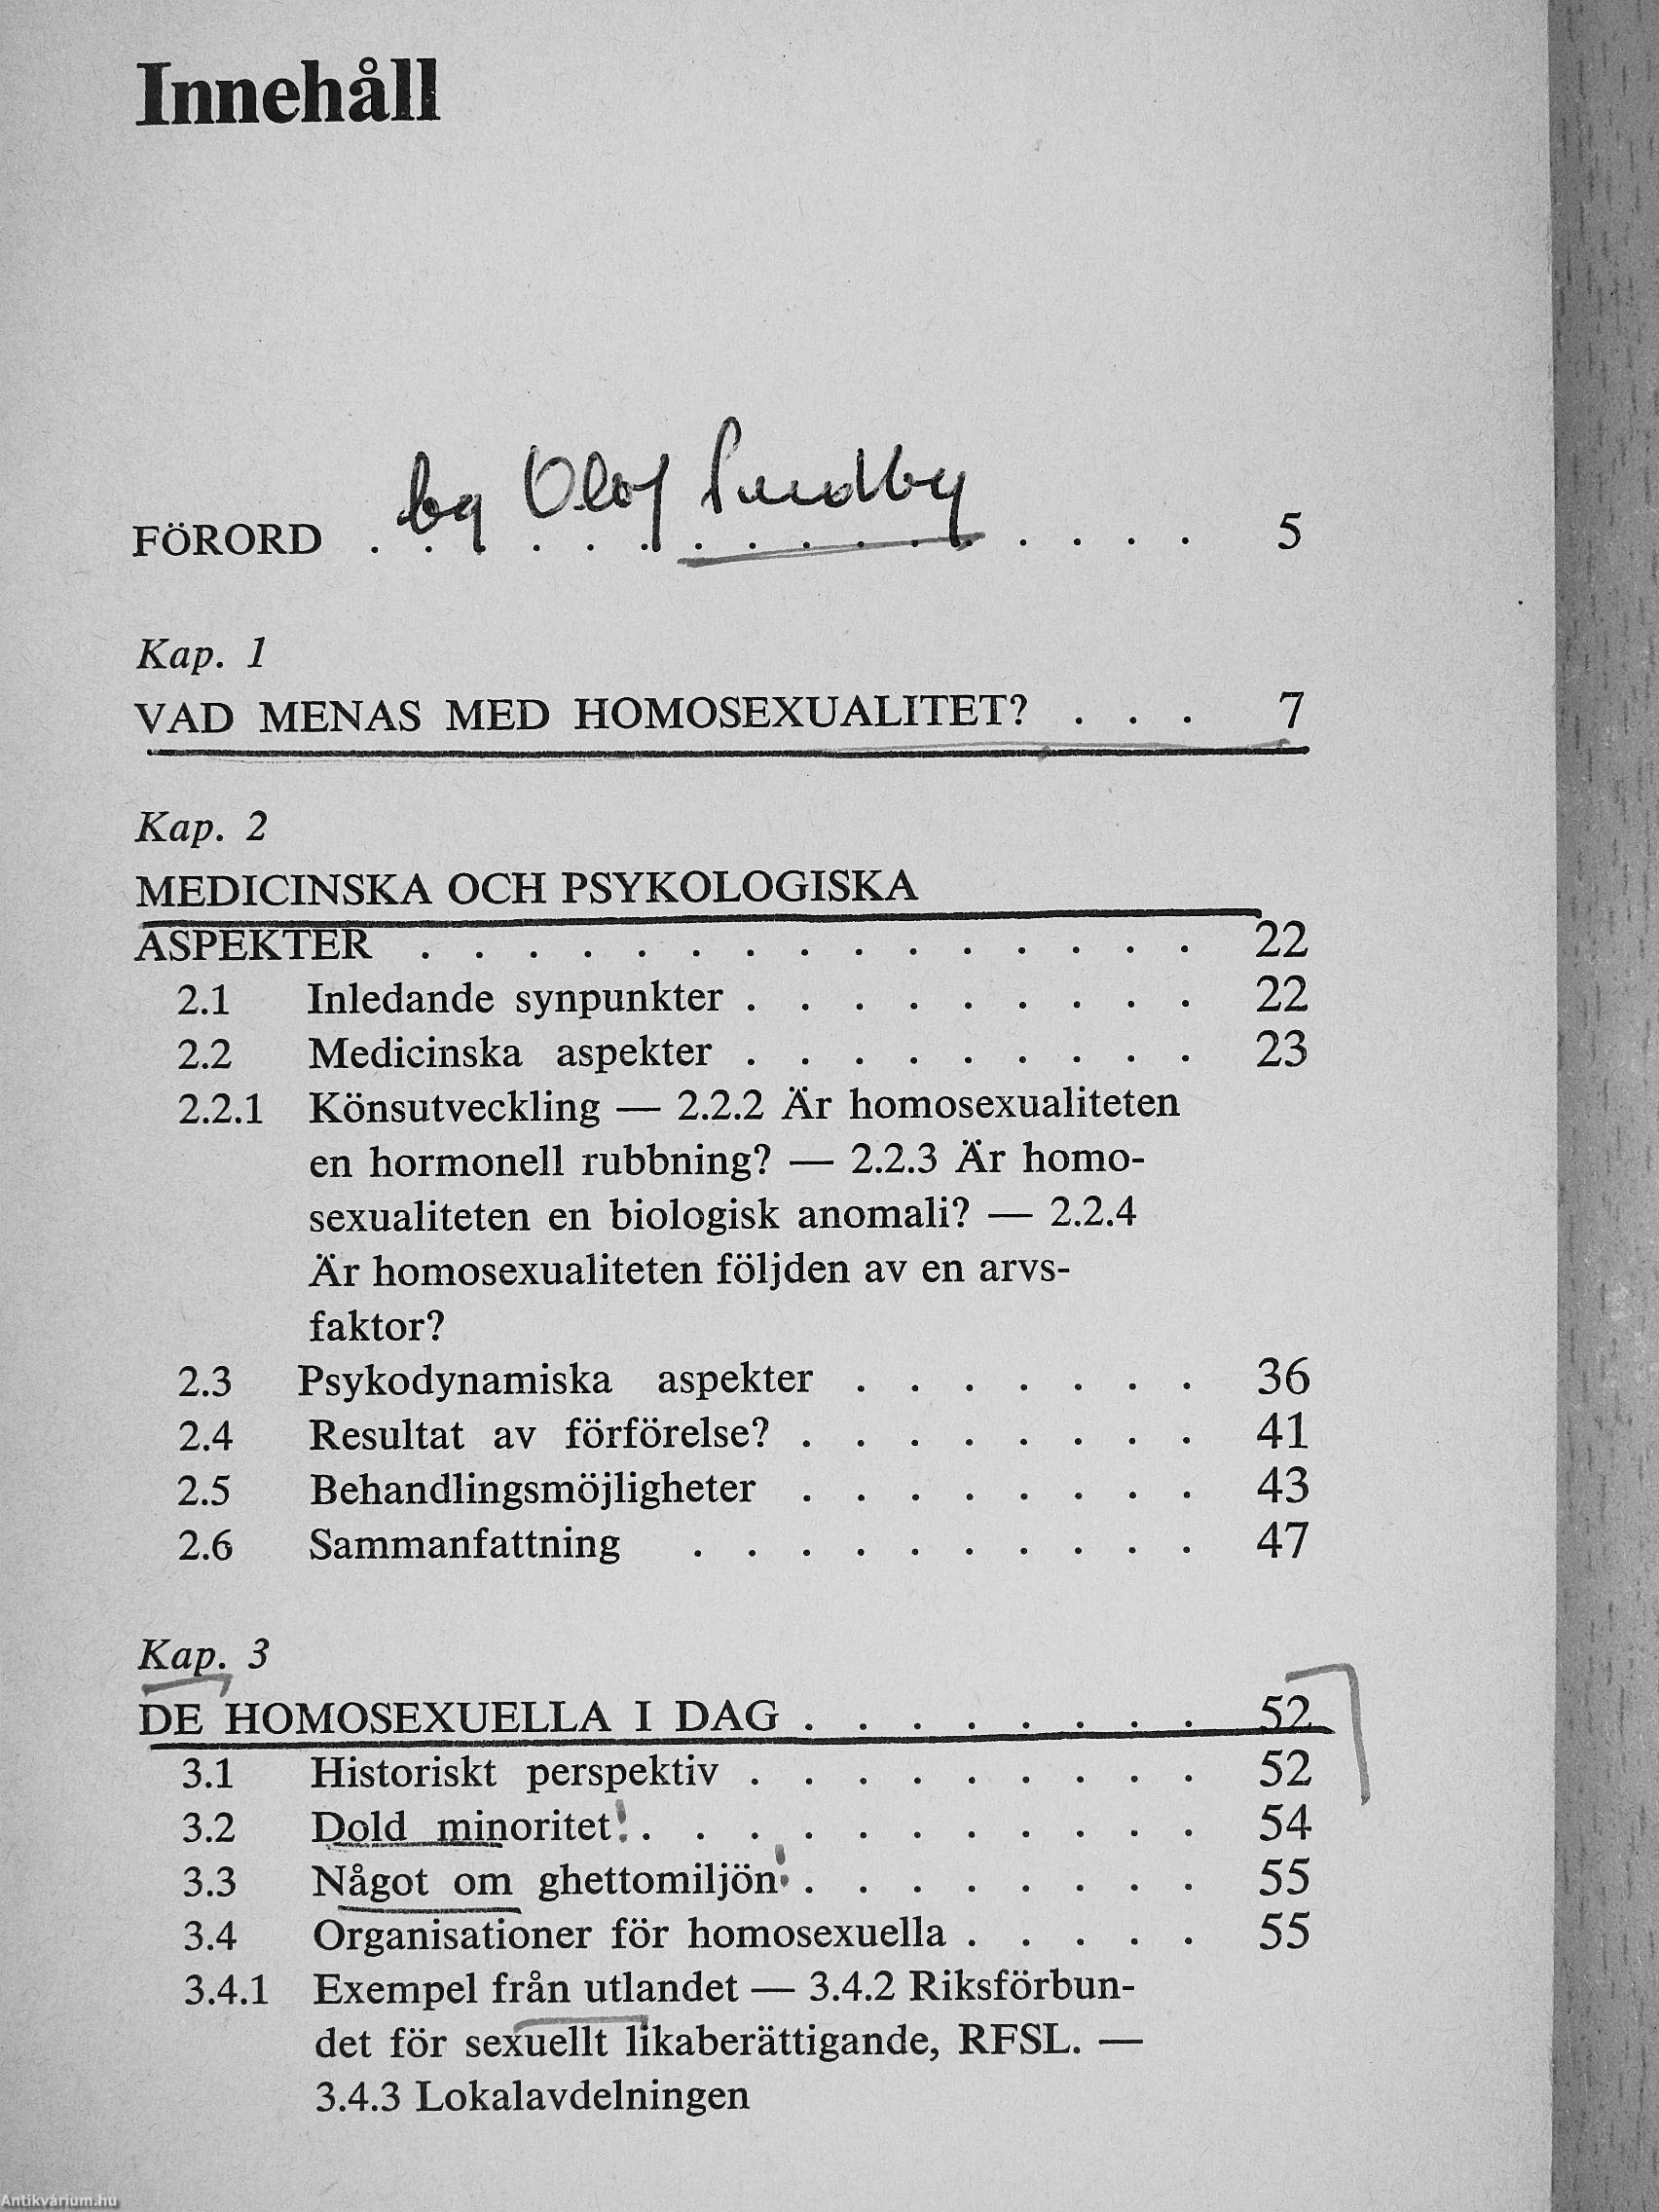 Innehåll
by Olof Sundby
FÖRORD . . . . . . . . . . . . . . . . 5
Kap. 1
VAD MENAS MED HOMOSEXUALITET? . . . 7
Kap. 2
MEDICINSKA OCH PSYKOLOGISKA
ASPEKTER . . . . . . . . . . . . . . . 22
2.1 Inledande synpunkter . . . . . . . . . 22
2.2 Medicinska aspekter . . . . . . . . . 23
2.2.1 Könsutveckling — 2.2.2 Är homosexualiteten
en hormonell rubbning? — 2.2.3 Är homo-
sexualiteten en biologisk anomali? — 2.2.4
Är homosexualiteten följden av en arvs-
faktor?
2.3 Psykodynamiska aspekter . . . . . . . 36
2.4 Resultat av förförelse? . . . . . . . . 41
2.5 Behandlingsmöjligheter . . . . . . . . 43
2.6 Sammanfattning . . . . . . . . . . 47
Kap. 3
DE HOMOSEXUELLA I DAG . . . . . . . . 52
3.1 Historiskt perspektiv . . . . . . . . . 52
3.2 Dold minoritet! . . . . . . . . . . . 54
3.3 Något om ghettomiljön! . . . . . . . . 55
3.4 Organisationer för homosexuella . . . . . 55
3.4.1 Exempel från utlandet — 3.4.2 Riksförbun-
det för sexuellt likaberättigande, RFSL. —
3.4.3 Lokalavdelningen
Antikvárium.hu